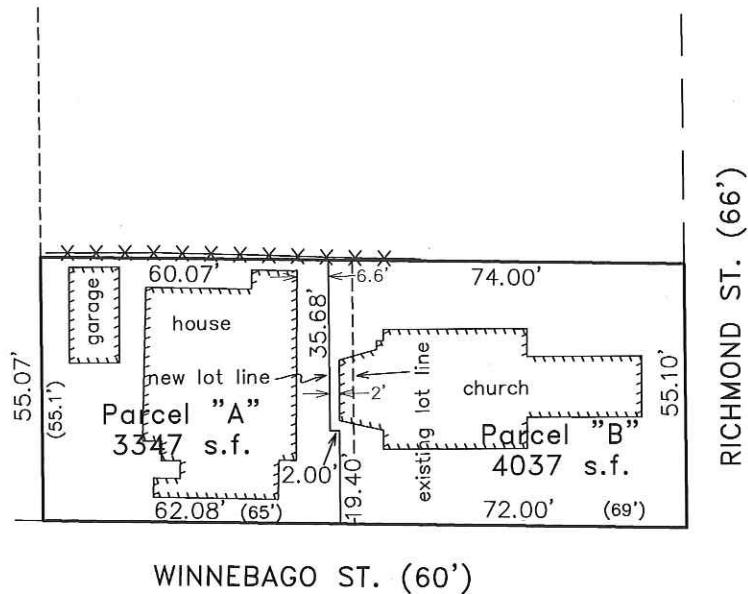 RICHMOND ST. (66')
60.07'
6.6'
74.00'
garage
house
35.68'
new lot line
2'
existing lot line
church
55.07'
(55.1')
55.10'
Parcel "A"
3347 s.f.
Parcel "B"
4037 s.f.
2.00'
19.40'
62.08' (65')
72.00' (69')
WINNEBAGO ST. (60')